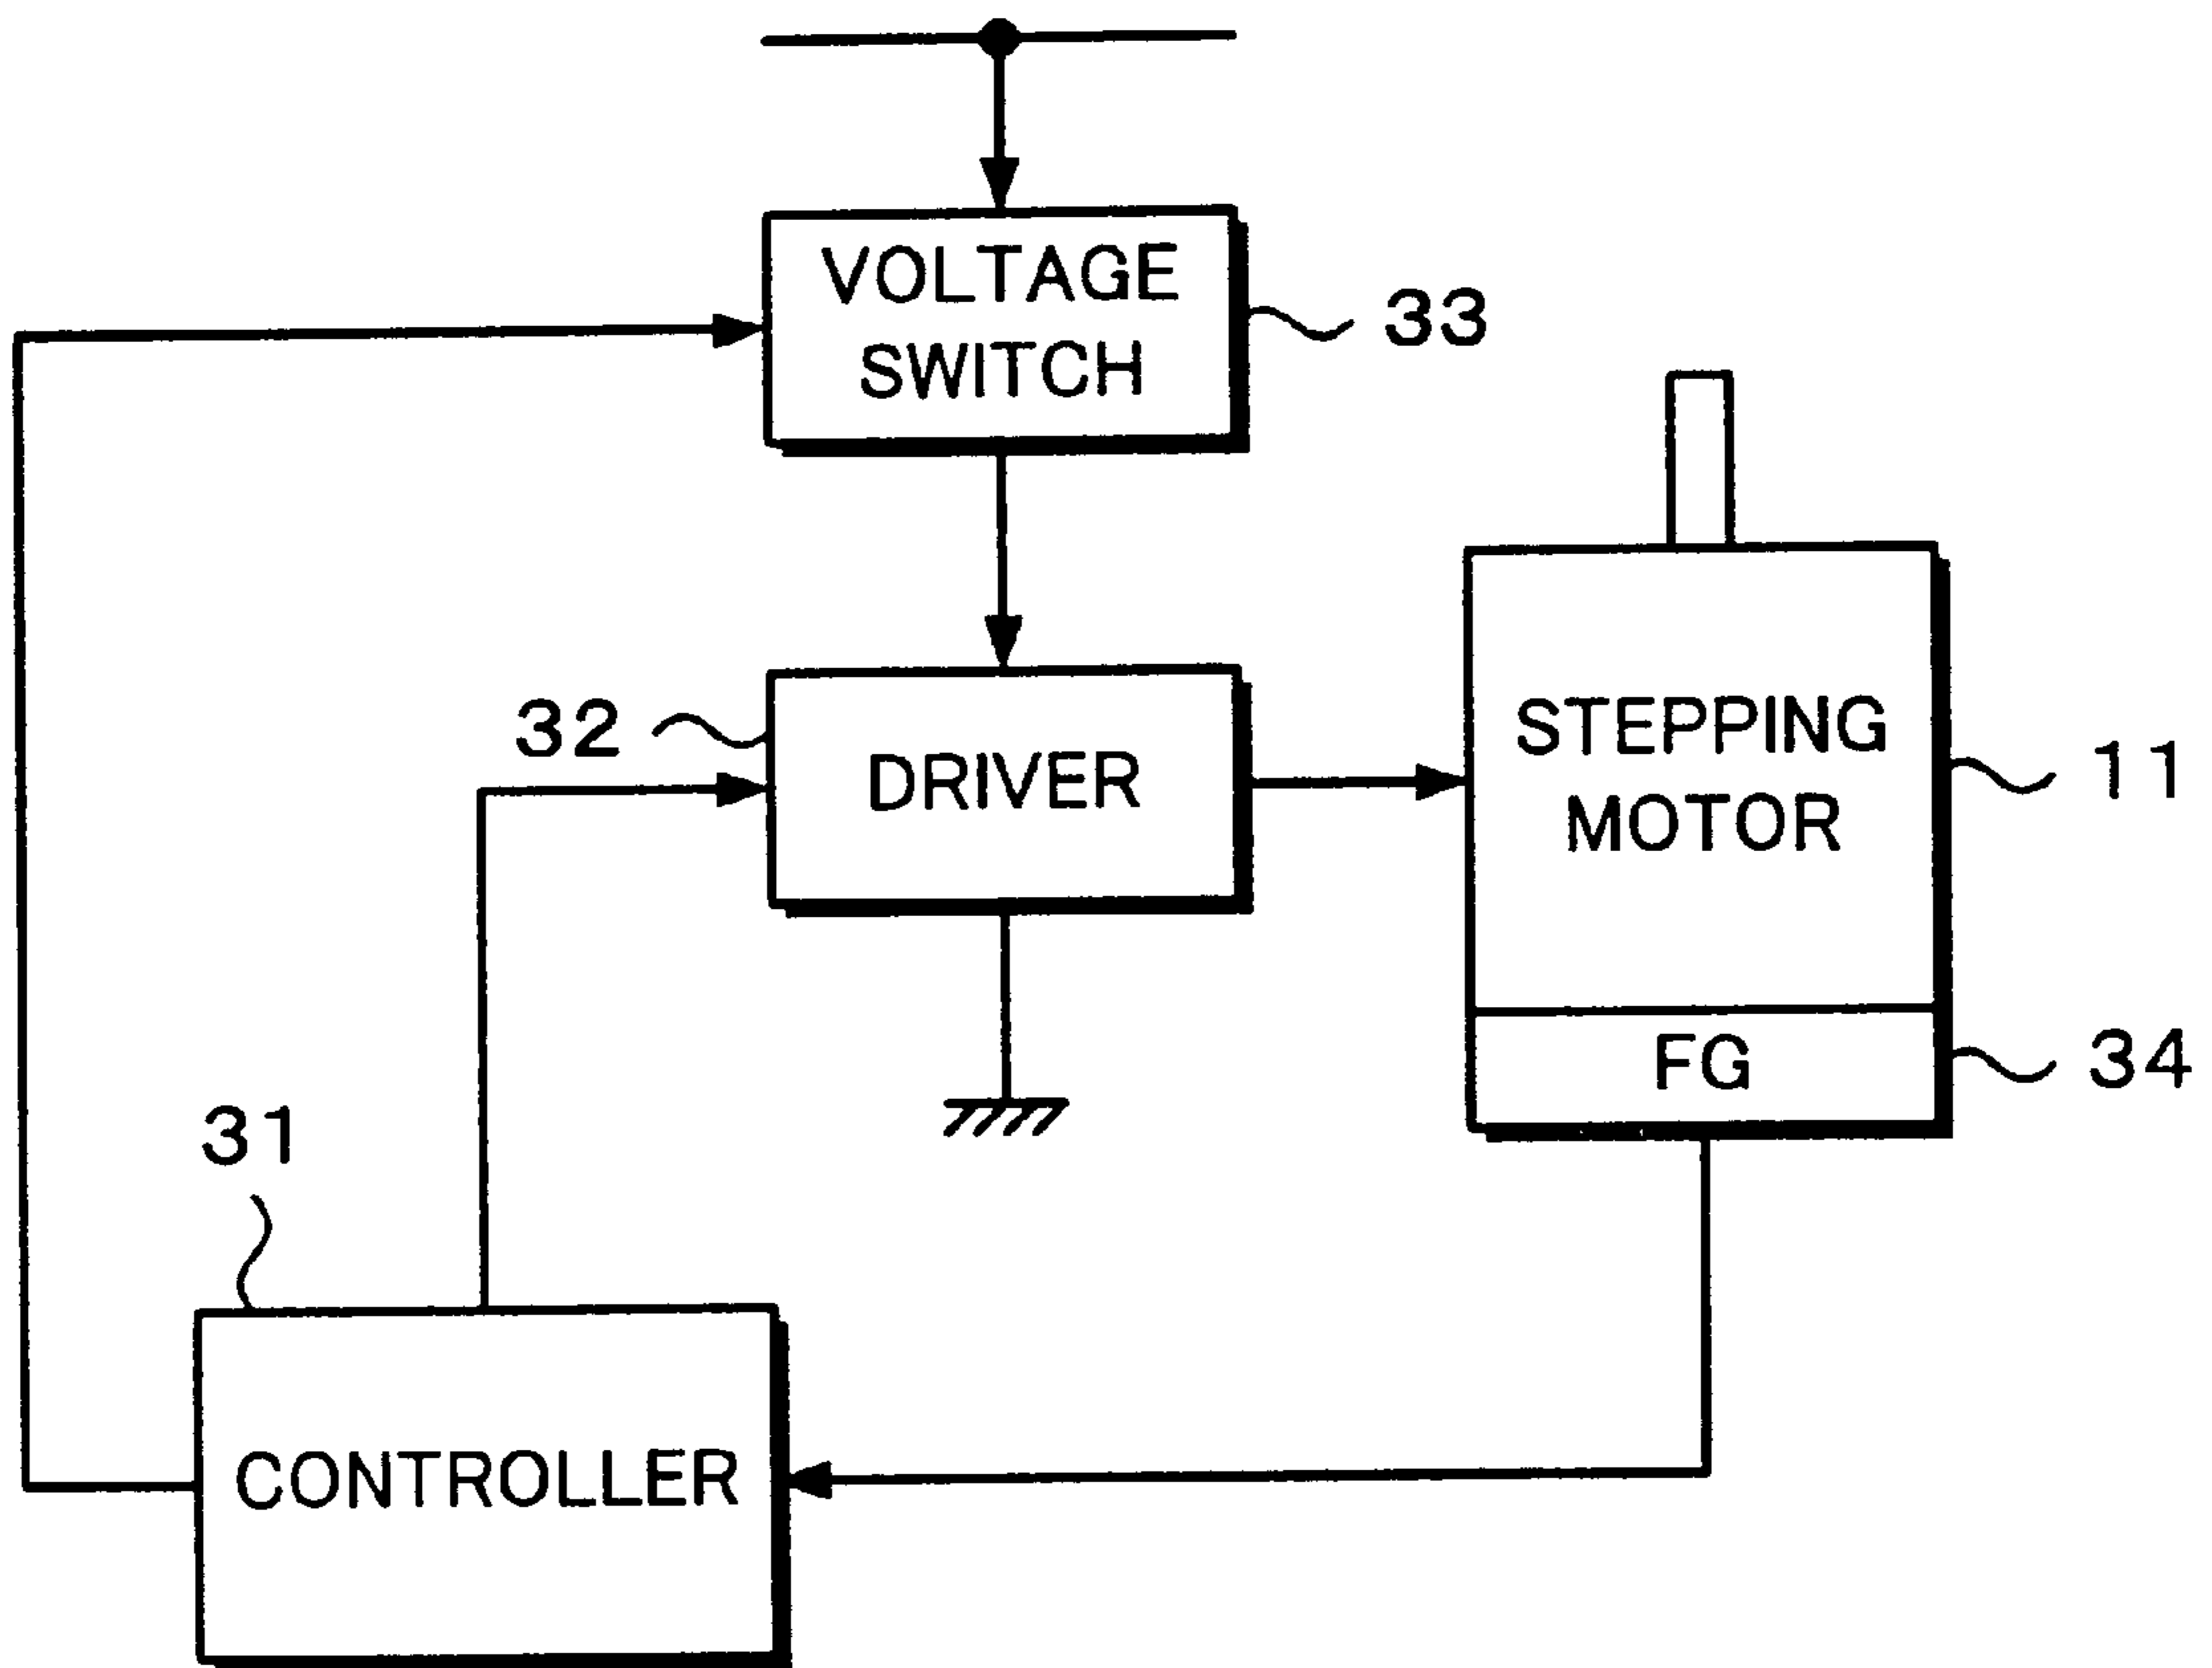 VOLTAGE
SWITCH
33
32
DRIVER
STEPPING
MOTOR
11
FG
34
31
CONTROLLER